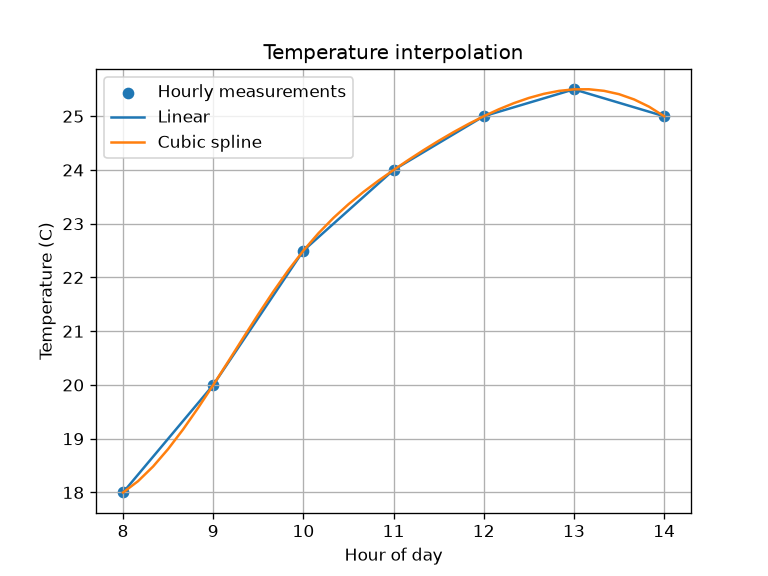 Temperature interpolation
Hourly measurements
Linear
Cubic spline
25
24
23
22
21
20
19
18
Temperature (C)
8 9 10 11 12 13 14
Hour of day